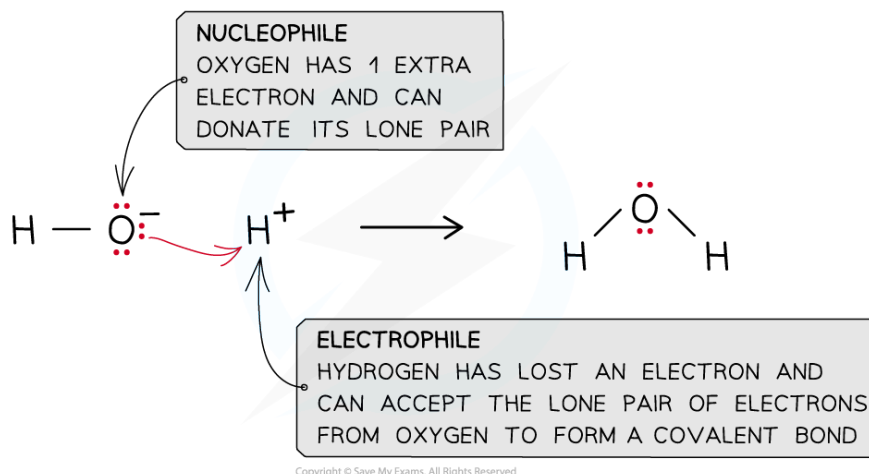 NUCLEOPHILE
OXYGEN HAS 1 EXTRA
ELECTRON AND CAN
DONATE ITS LONE PAIR
H — O⁻ H⁺ → O
H H
ELECTROPHILE
HYDROGEN HAS LOST AN ELECTRON AND
CAN ACCEPT THE LONE PAIR OF ELECTRONS
FROM OXYGEN TO FORM A COVALENT BOND
Copyright © Save My Exams. All Rights Reserved